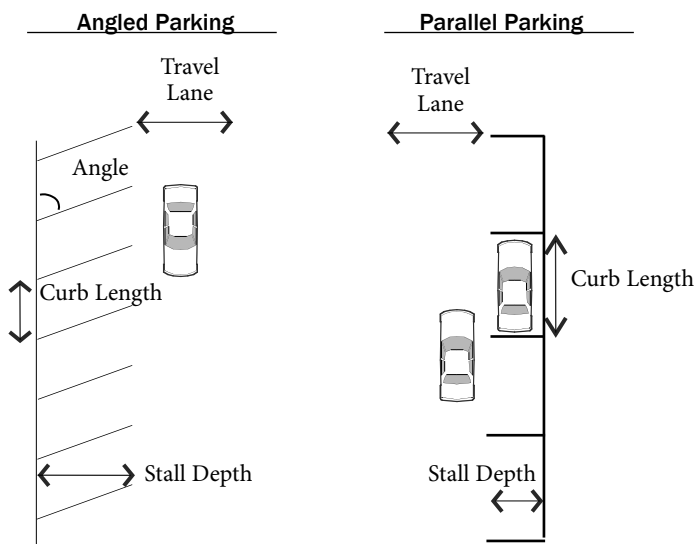 Angled Parking
Travel
Lane
Angle
Curb Length
Stall Depth
Parallel Parking
Travel
Lane
Curb Length
Stall Depth